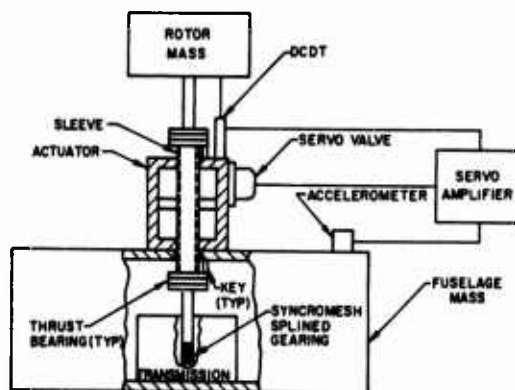 ROTOR
MASS
DCDT
SLEEVE
ACTUATOR
SERVO VALVE
SERVO
AMPLIFIER
ACCELEROMETER
KEY
(TYP)
FUSELAGE
MASS
THRUST
BEARING(TYP)
SYNCROMESH
SPLINED
GEARING
TRANSMISSION